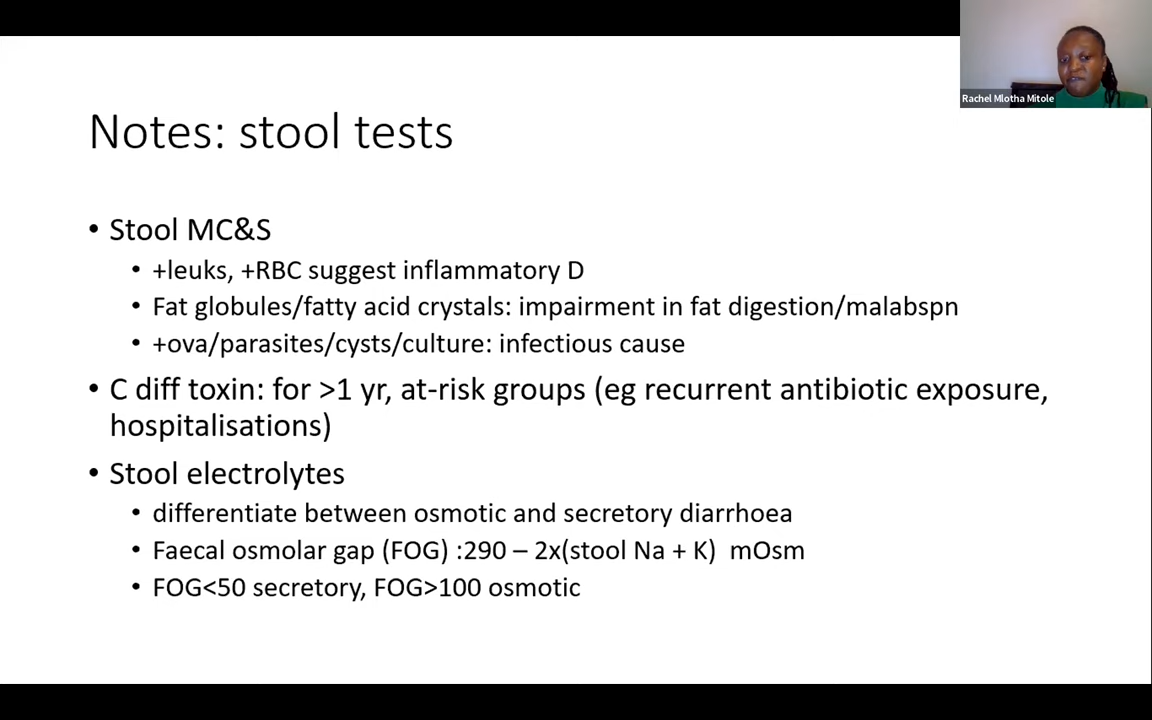 Rachel Mlotha Mitole
Notes: stool tests
• Stool MC&S
• +leuks, +RBC suggest inflammatory D
• Fat globules/fatty acid crystals: impairment in fat digestion/malabspn
• +ova/parasites/cysts/culture: infectious cause
• C diff toxin: for >1 yr, at-risk groups (eg recurrent antibiotic exposure,
hospitalisations)
• Stool electrolytes
• differentiate between osmotic and secretory diarrhoea
• Faecal osmolar gap (FOG) :290 – 2x(stool Na + K)  mOsm
• FOG<50 secretory, FOG>100 osmotic